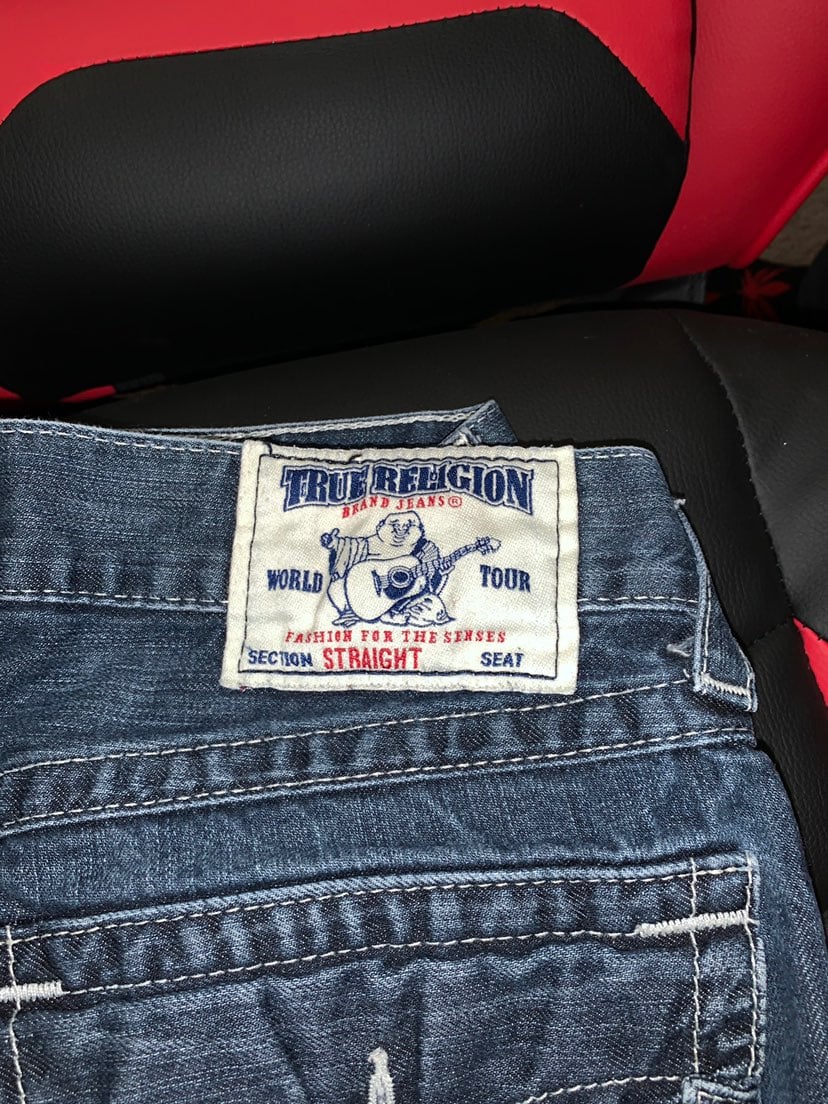 TRUE RELIGION
BRAND JEANS®
WORLD TOUR
FASHION FOR THE SENSES
SECTION STRAIGHT SEAT